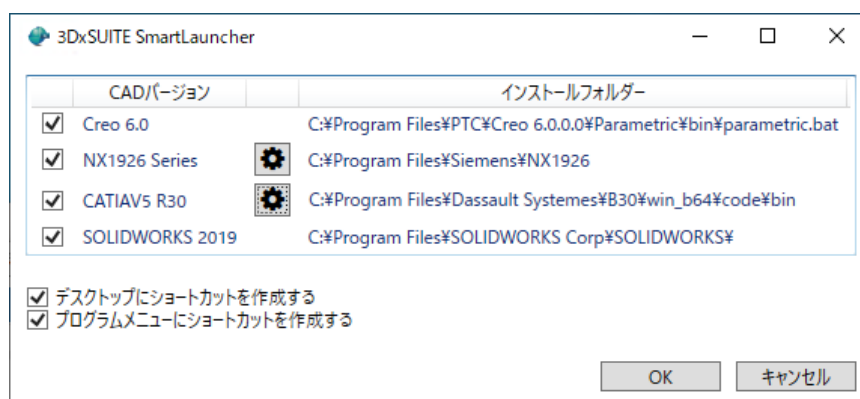 3DxSUITE SmartLauncher
CADバージョン インストールフォルダー
Creo 6.0 C:¥Program Files¥PTC¥Creo 6.0.0.0¥Parametric¥bin¥parametric.bat
NX1926 Series C:¥Program Files¥Siemens¥NX1926
CATIAV5 R30 C:¥Program Files¥Dassault Systemes¥B30¥win_b64¥code¥bin
SOLIDWORKS 2019 C:¥Program Files¥SOLIDWORKS Corp¥SOLIDWORKS¥
デスクトップにショートカットを作成する
プログラムメニューにショートカットを作成する
OK キャンセル